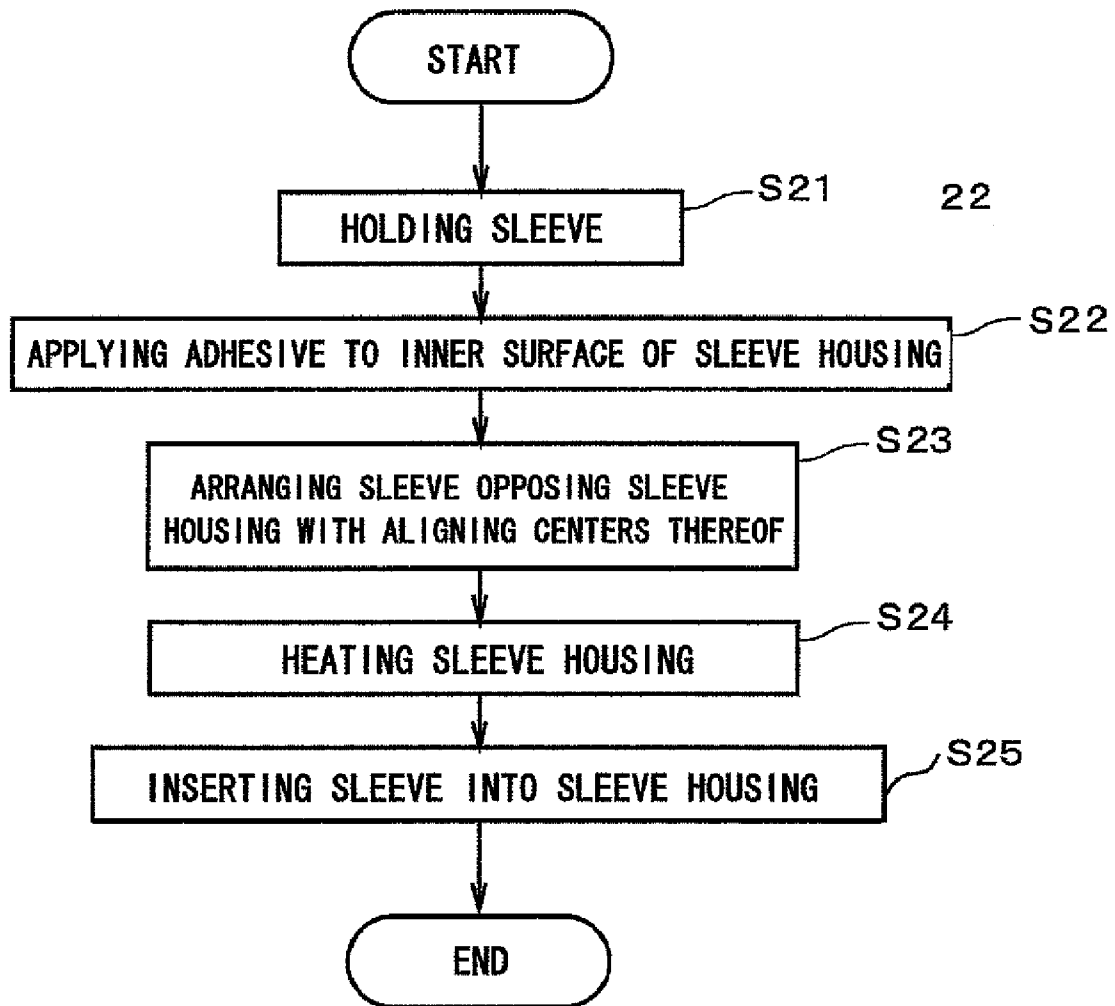 START
S21
22
HOLDING SLEEVE
S22
APPLYING ADHESIVE TO INNER SURFACE OF SLEEVE HOUSING
S23
ARRANGING SLEEVE OPPOSING SLEEVE
HOUSING WITH ALIGNING CENTERS THEREOF
S24
HEATING SLEEVE HOUSING
S25
INSERTING SLEEVE INTO SLEEVE HOUSING
END